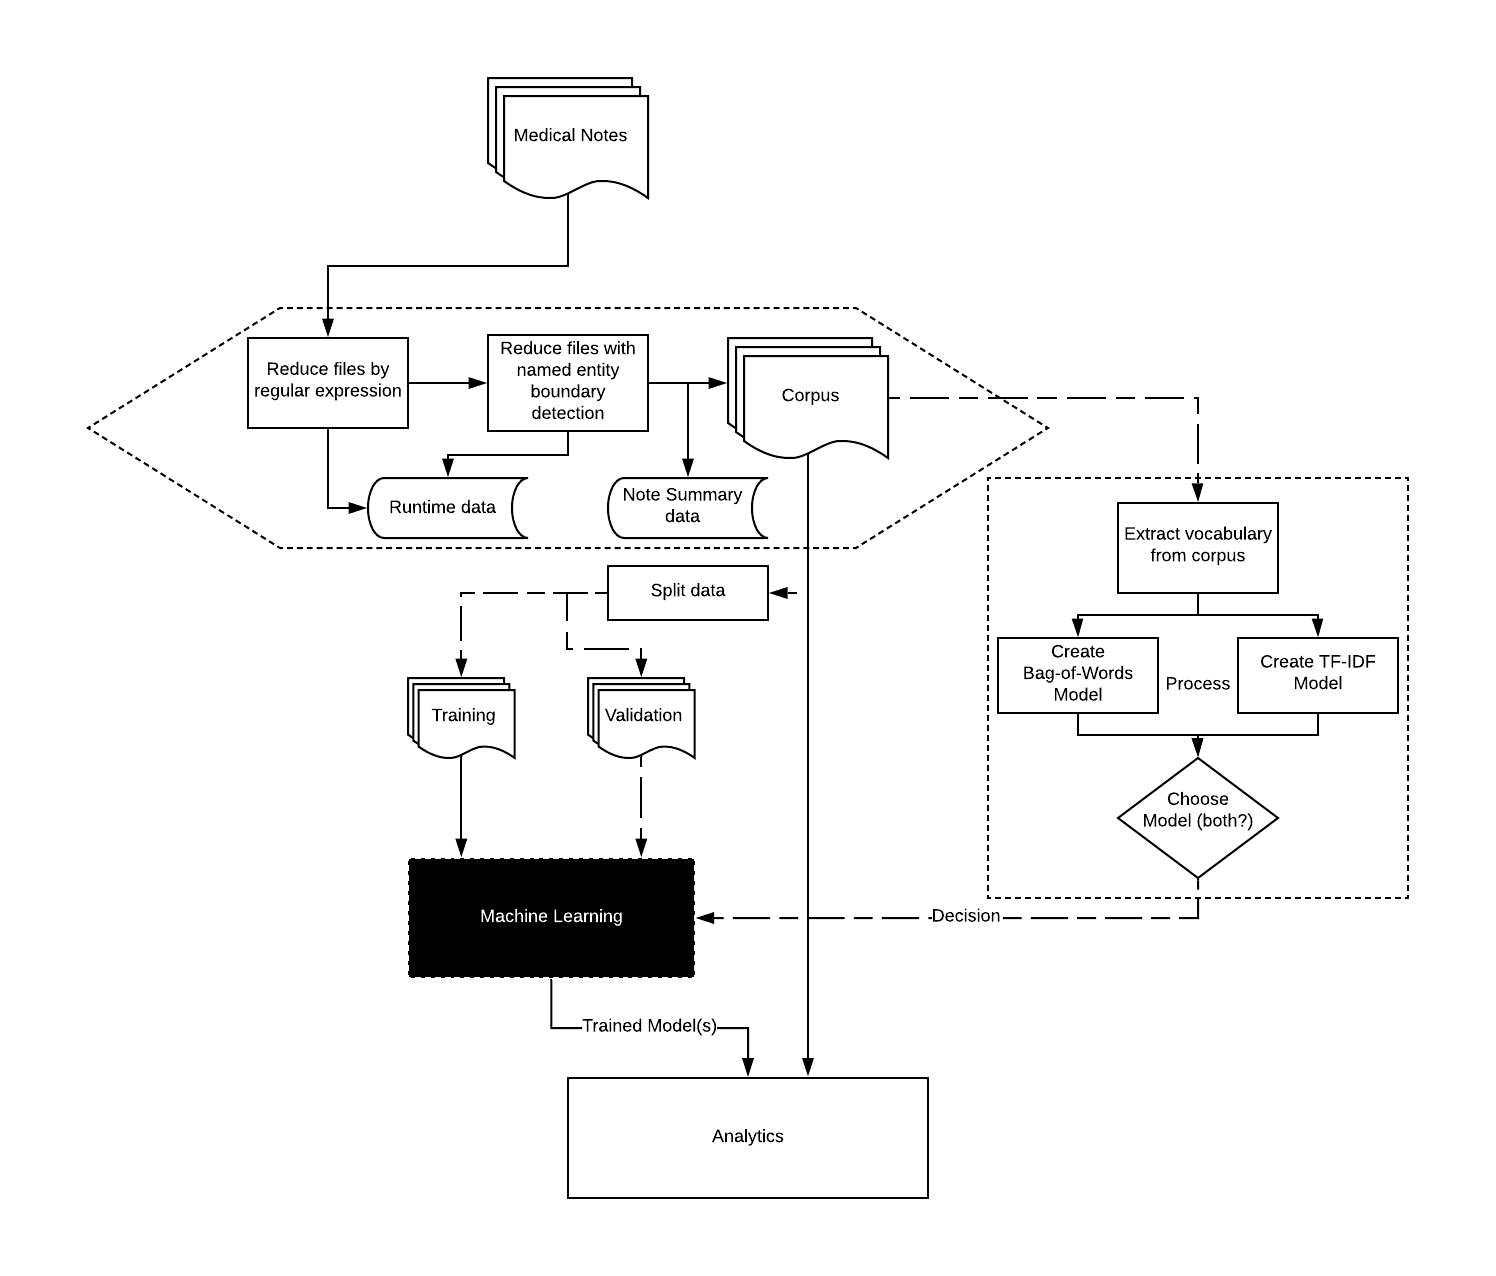 Medical Notes
Reduce files by
regular expression
Reduce files with
named entity
boundary
detection
Corpus
Runtime data
Note Summary
data
Extract vocabulary
from corpus
Split data
Create
Bag-of-Words
Model
Process
Create TF-IDF
Model
Training
Validation
Choose
Model (both?)
Machine Learning
Decision
Trained Model(s)
Analytics